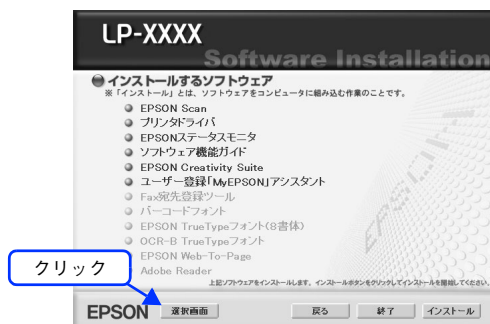 LP-XXXX
Software Installation
インストールするソフトウェア
※「インストール」とは、ソフトウェアをコンピュータに組み込む作業のことです。
EPSON Scan
プリンタドライバ
EPSONステータスモニタ
ソフトウェア機能ガイド
EPSON Creativity Suite
ユーザー登録「MyEPSON」アシスタント
Fax宛先登録ツール
バーコードフォント
EPSON TrueTypeフォント(8書体)
OCR-B TrueTypeフォント
EPSON Web-To-Page
Adobe Reader
クリック
上記ソフトウェアをインストールします。インストールボタンをクリックしてインストールを開始してください。
EPSON 選択画面 戻る 終了 インストール
EPSON